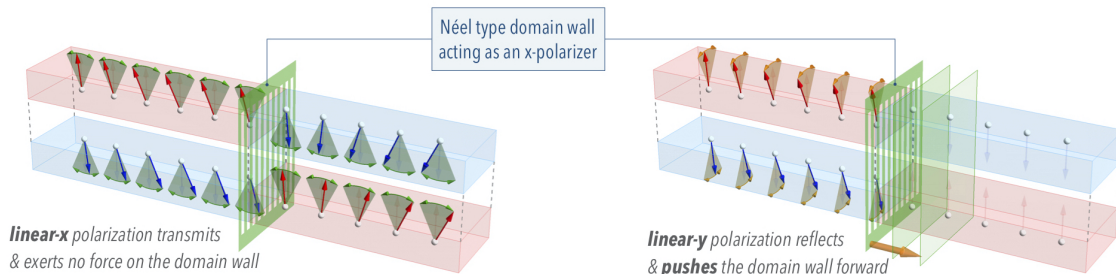 Néel type domain wall
acting as an x-polarizer
linear-x polarization transmits
& exerts no force on the domain wall
linear-y polarization reflects
& pushes the domain wall forward